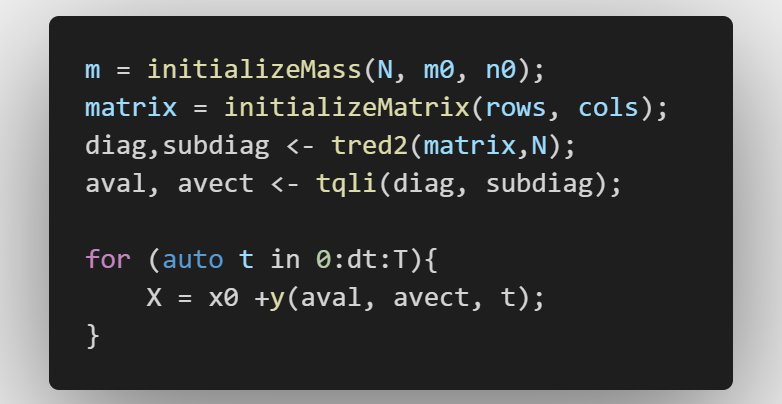 m = initializeMass(N, m0, n0);
matrix = initializeMatrix(rows, cols);
diag,subdiag <- tred2(matrix,N);
aval, avect <- tqli(diag, subdiag);
for (auto t in 0:dt:T){
    X = x0 +y(aval, avect, t);
}